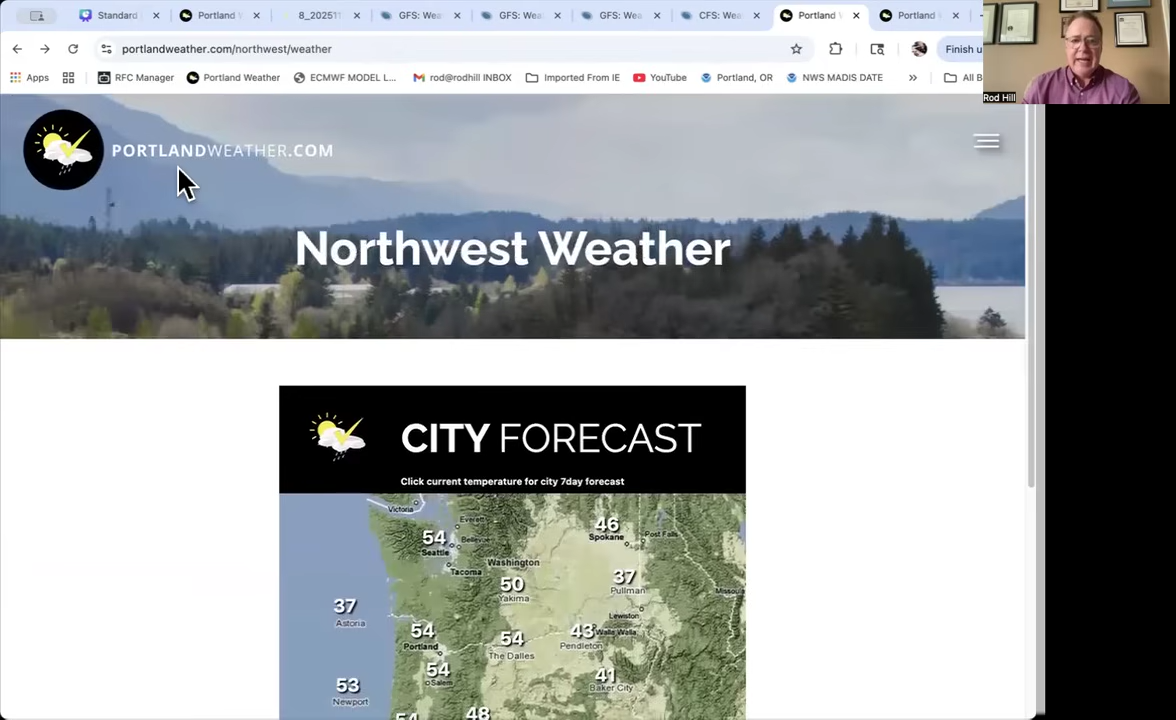 Standard
Portland W
8_202511
GFS: Wea
GFS: Wea
GFS: Wea
CFS: Wea
Portland
Portland
portlandweather.com/northwest/weather
Finish u
Apps
RFC Manager
Portland Weather
ECMWF MODEL L...
rod@rodhill INBOX
Imported From IE
YouTube
Portland, OR
NWS MADIS DATE
»
All B
Rod Hill
PORTLANDWEATHER.COM
Northwest Weather
CITY FORECAST
Click current temperature for city 7day forecast
Victoria
Everett
54
Seattle
Bellevue
46
Spokane
Post Falls
Tacoma
Washington
50
Yakima
37
Pullman
Missoula
37
Astoria
Lewiston
54
Portland
54
The Dalles
43
Pendleton
Walla Walla
54
Salem
41
Baker City
53
Newport
54
48